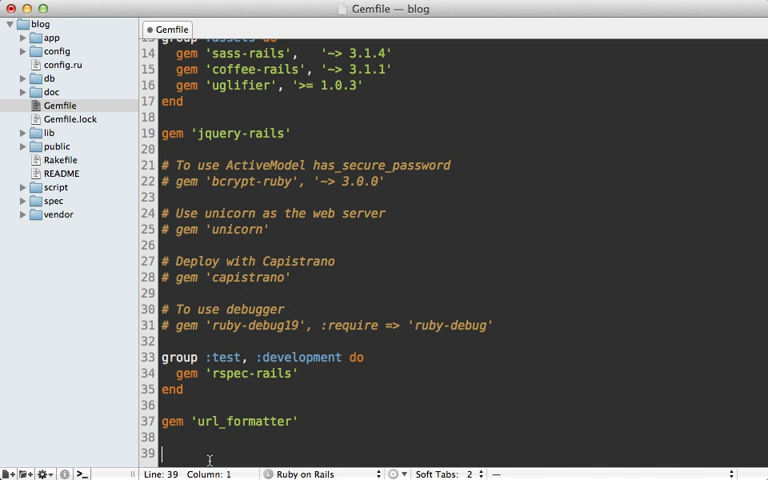 Gemfile — blog
blog
app
config
config.ru
db
doc
Gemfile
Gemfile.lock
lib
public
Rakefile
README
script
spec
vendor
Gemfile
13 group :assets do
14 gem 'sass-rails', '~> 3.1.4'
15 gem 'coffee-rails', '~> 3.1.1'
16 gem 'uglifier', '>= 1.0.3'
17 end
18
19 gem 'jquery-rails'
20
21 # To use ActiveModel has_secure_password
22 # gem 'bcrypt-ruby', '~> 3.0.0'
23
24 # Use unicorn as the web server
25 # gem 'unicorn'
26
27 # Deploy with Capistrano
28 # gem 'capistrano'
29
30 # To use debugger
31 # gem 'ruby-debug19', :require => 'ruby-debug'
32
33 group :test, :development do
34 gem 'rspec-rails'
35 end
36
37 gem 'url_formatter'
38
39
Line: 39 Column: 1 Ruby on Rails Soft Tabs: 2 —